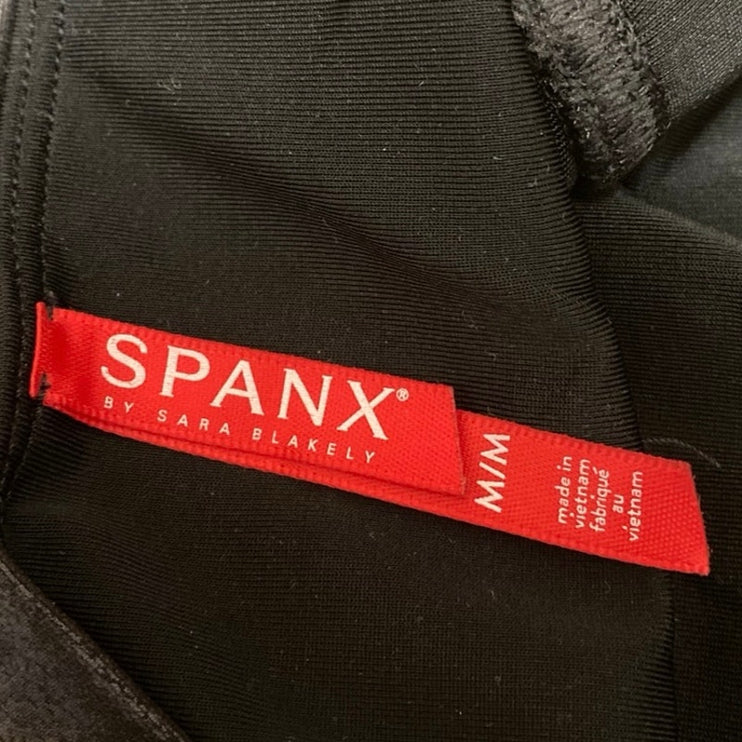 SPANX®
BY SARA BLAKELY
M/M
made in
vietnam
fabriqué
au
vietnam